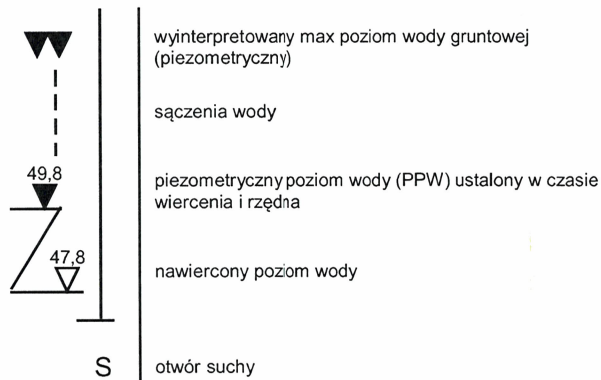 wyinterpretowany max poziom wody gruntowej
(piezometryczny)
sączenia wody
49,8
piezometryczny poziom wody (PPW) ustalony w czasie
wiercenia i rzędna
47,8
nawiercony poziom wody
S
otwór suchy